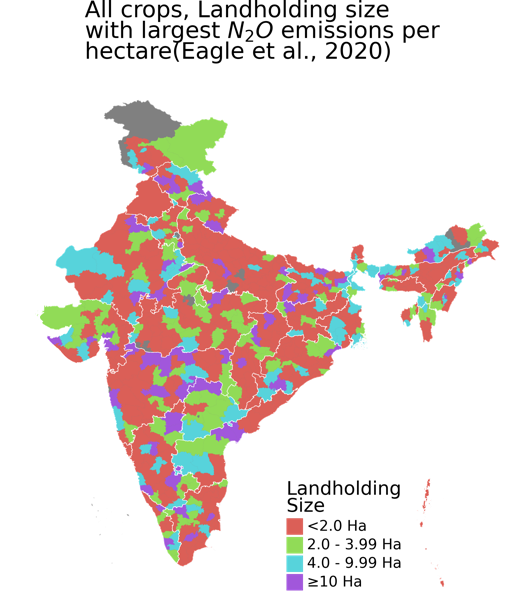 All crops, Landholding size
with largest N₂O emissions per
hectare(Eagle et al., 2020)
Landholding
Size
<2.0 Ha
2.0 - 3.99 Ha
4.0 - 9.99 Ha
≥10 Ha